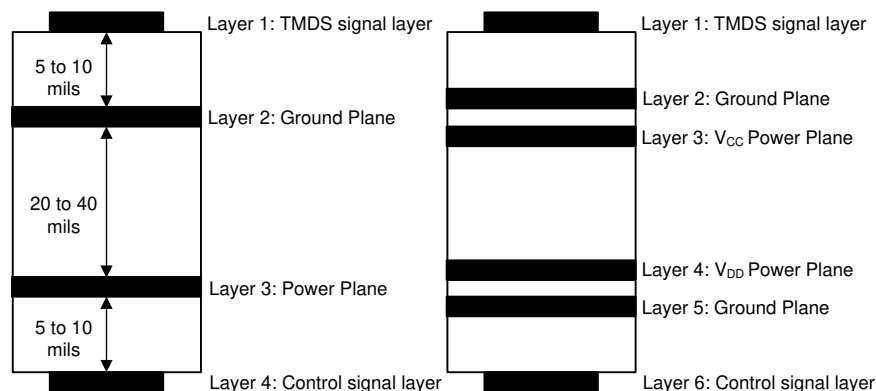 Layer 1: TMDS signal layer
5 to 10
mils
Layer 2: Ground Plane
20 to 40
mils
Layer 3: Power Plane
5 to 10
mils
Layer 4: Control signal layer
Layer 1: TMDS signal layer
Layer 2: Ground Plane
Layer 3: VCC Power Plane
Layer 4: VDD Power Plane
Layer 5: Ground Plane
Layer 6: Control signal layer